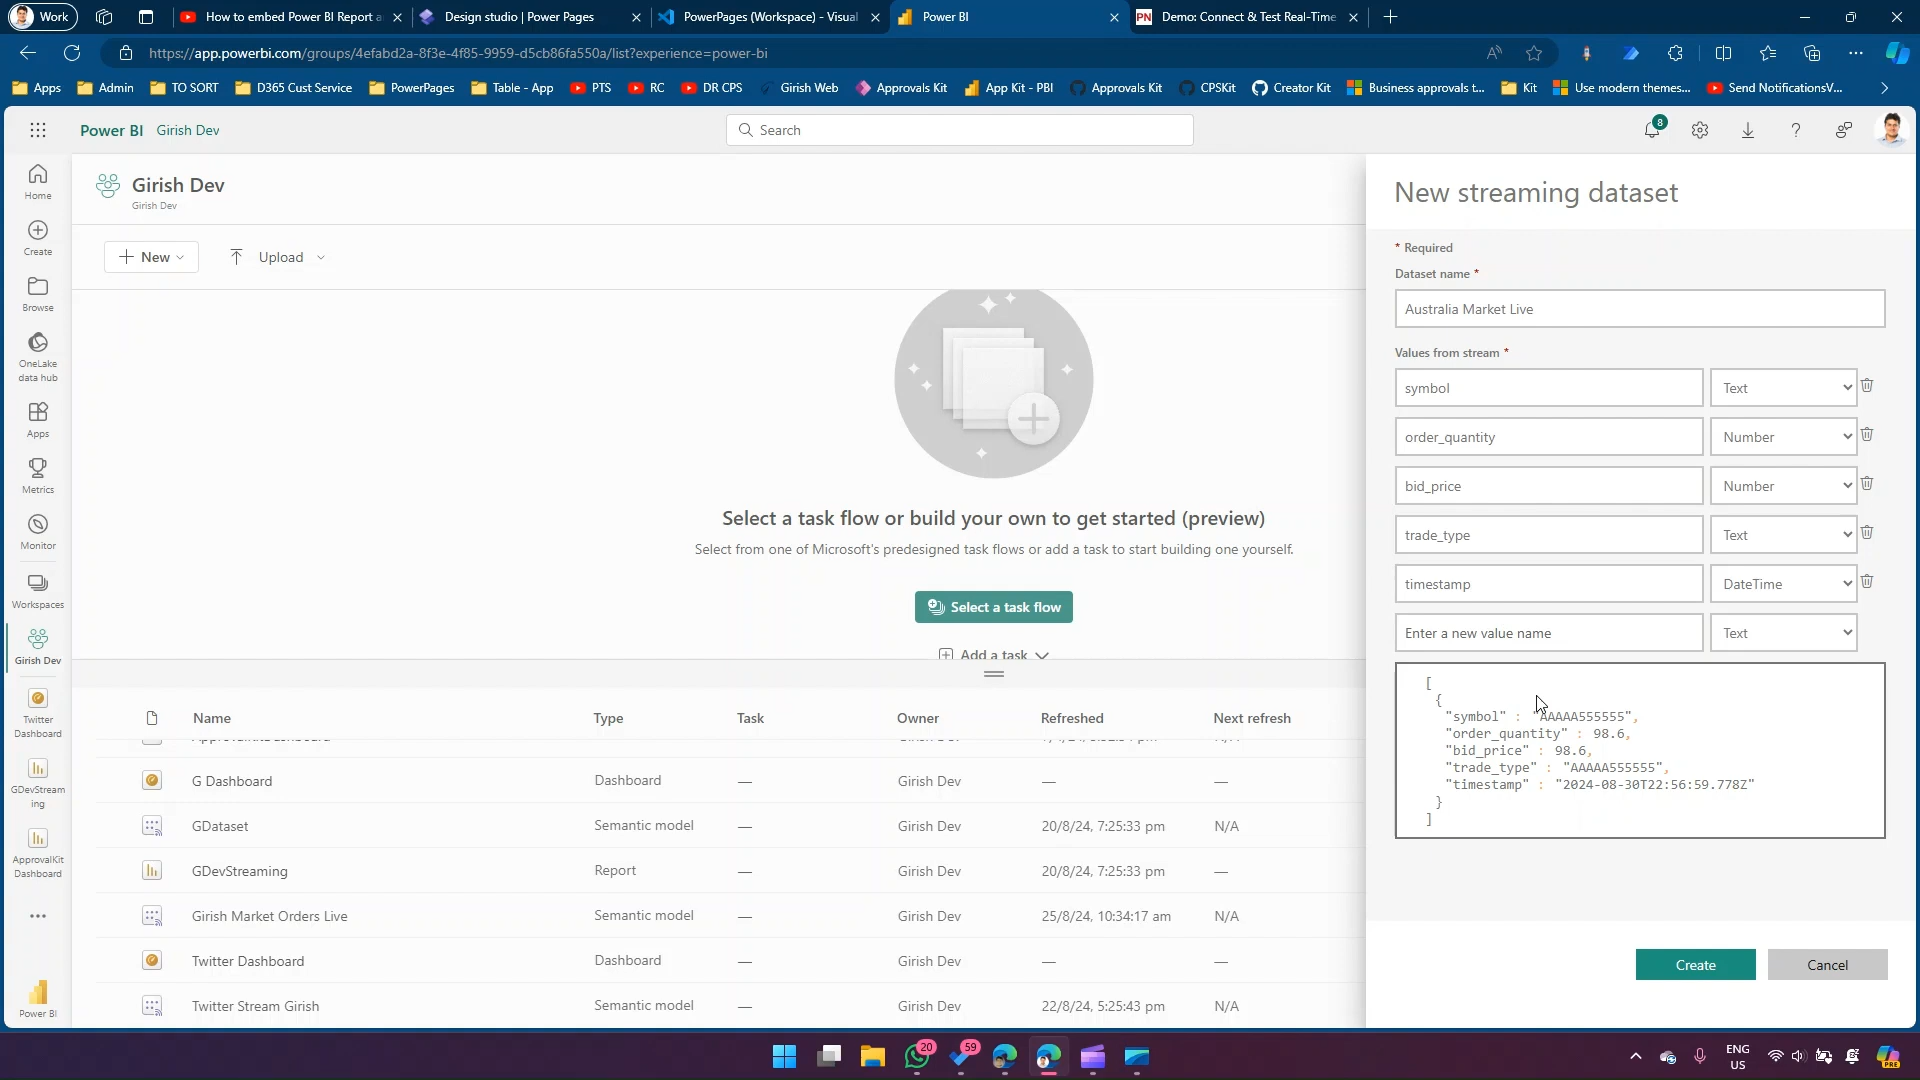 Work
How to embed Power BI Report a
Design studio | Power Pages
PowerPages (Workspace) - Visual
Power BI
PN
Demo: Connect & Test Real-Time
https://app.powerbi.com/groups/4efabd2a-8f3e-4f85-9959-d5cb86fa550a/list?experience=power-bi
Apps
Admin
TO SORT
D365 Cust Service
PowerPages
Table - App
PTS
RC
DR CPS
Girish Web
Approvals Kit
App Kit - PBI
Approvals Kit
CPSKit
Creator Kit
Business approvals t...
Kit
Use modern themes...
Send NotificationsV...
Power BI
Girish Dev
Search
8
Home
Create
Browse
OneLake
data hub
Apps
Metrics
Monitor
Workspaces
Girish Dev
Twitter
Dashboard
GDevStream
ing
ApprovalKit
Dashboard
Power BI
Girish Dev
Girish Dev
New
Upload
Select a task flow or build your own to get started (preview)
Select from one of Microsoft's predesigned task flows or add a task to start building one yourself.
Select a task flow
Add a task
Name Type Task Owner Refreshed Next refresh
G Dashboard Dashboard — Girish Dev — —
GDataset Semantic model — Girish Dev 20/8/24, 7:25:33 pm N/A
GDevStreaming Report — Girish Dev 20/8/24, 7:25:33 pm —
Girish Market Orders Live Semantic model — Girish Dev 25/8/24, 10:34:17 am N/A
Twitter Dashboard Dashboard — Girish Dev — —
Twitter Stream Girish Semantic model — Girish Dev 22/8/24, 5:25:43 pm N/A
New streaming dataset
* Required
Dataset name *
Australia Market Live
Values from stream *
symbol Text
order_quantity Number
bid_price Number
trade_type Text
timestamp DateTime
Enter a new value name Text
[
{
"symbol" : "AAAAA555555",
"order_quantity" : 98.6,
"bid_price" : 98.6,
"trade_type" : "AAAAA555555",
"timestamp" : "2024-08-30T22:56:59.778Z"
}
]
Create
Cancel
20
59
ENG
US
PRE